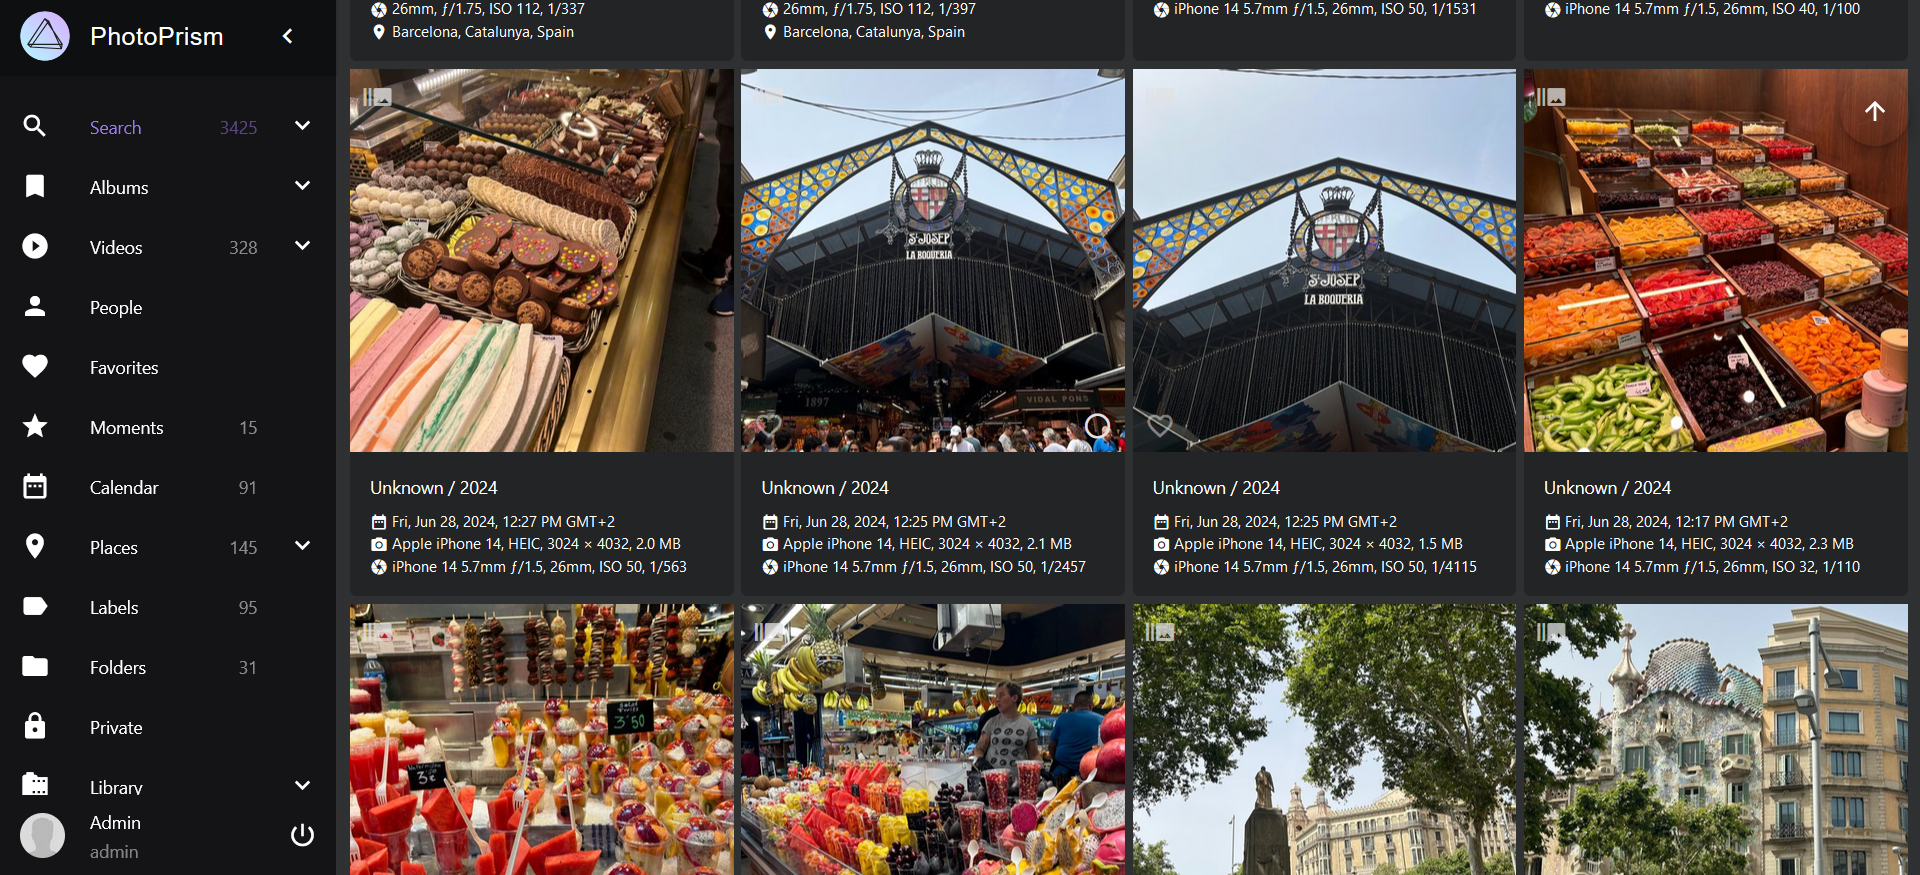 PhotoPrism
Search 3425
Albums
Videos 328
People
Favorites
Moments 15
Calendar 91
Places 145
Labels 95
Folders 31
Private
Library
Admin
admin
26mm, ƒ/1.75, ISO 112, 1/337
Barcelona, Catalunya, Spain
26mm, ƒ/1.75, ISO 112, 1/397
Barcelona, Catalunya, Spain
iPhone 14 5.7mm ƒ/1.5, 26mm, ISO 50, 1/1531
iPhone 14 5.7mm ƒ/1.5, 26mm, ISO 40, 1/100
ST JOSEP
LA BOQUERIA
1897
VIDAL PONS
ST JOSEP
LA BOQUERIA
Unknown / 2024
Fri, Jun 28, 2024, 12:27 PM GMT+2
Apple iPhone 14, HEIC, 3024 × 4032, 2.0 MB
iPhone 14 5.7mm ƒ/1.5, 26mm, ISO 50, 1/563
Unknown / 2024
Fri, Jun 28, 2024, 12:25 PM GMT+2
Apple iPhone 14, HEIC, 3024 × 4032, 2.1 MB
iPhone 14 5.7mm ƒ/1.5, 26mm, ISO 50, 1/2457
Unknown / 2024
Fri, Jun 28, 2024, 12:25 PM GMT+2
Apple iPhone 14, HEIC, 3024 × 4032, 1.5 MB
iPhone 14 5.7mm ƒ/1.5, 26mm, ISO 50, 1/4115
Unknown / 2024
Fri, Jun 28, 2024, 12:17 PM GMT+2
Apple iPhone 14, HEIC, 3024 × 4032, 2.3 MB
iPhone 14 5.7mm ƒ/1.5, 26mm, ISO 32, 1/110
3'50
3€